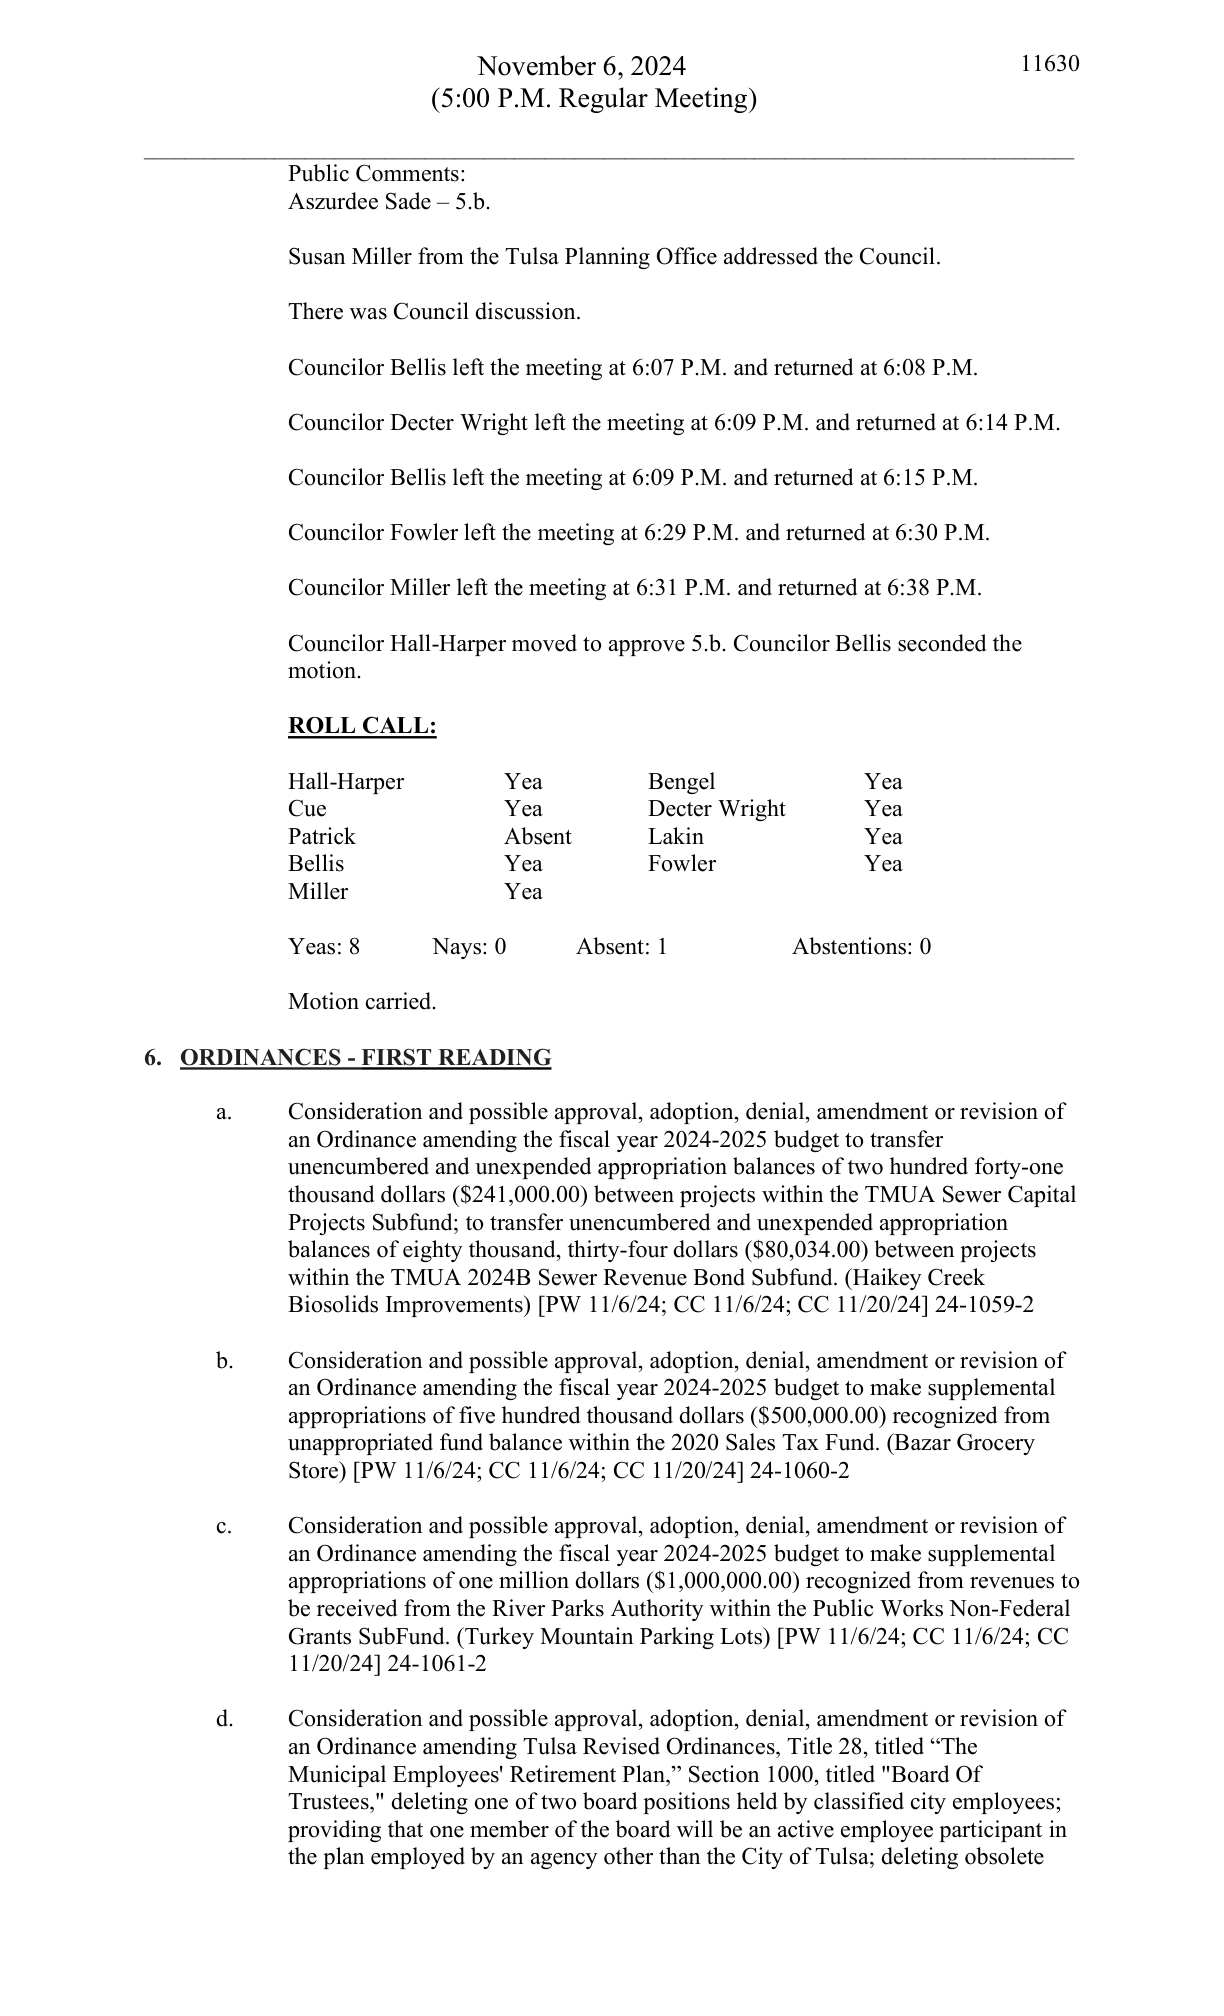 November 6, 2024
11630
(5:00 P.M. Regular Meeting)
Public Comments:
Aszurdee Sade – 5.b.
Susan Miller from the Tulsa Planning Office addressed the Council.
There was Council discussion.
Councilor Bellis left the meeting at 6:07 P.M. and returned at 6:08 P.M.
Councilor Decter Wright left the meeting at 6:09 P.M. and returned at 6:14 P.M.
Councilor Bellis left the meeting at 6:09 P.M. and returned at 6:15 P.M.
Councilor Fowler left the meeting at 6:29 P.M. and returned at 6:30 P.M.
Councilor Miller left the meeting at 6:31 P.M. and returned at 6:38 P.M.
Councilor Hall-Harper moved to approve 5.b. Councilor Bellis seconded the
motion.
ROLL CALL:
Hall-Harper Yea Bengel Yea
Cue Yea Decter Wright Yea
Patrick Absent Lakin Yea
Bellis Yea Fowler Yea
Miller Yea
Yeas: 8 Nays: 0 Absent: 1 Abstentions: 0
Motion carried.
6. ORDINANCES - FIRST READING
a. Consideration and possible approval, adoption, denial, amendment or revision of
an Ordinance amending the fiscal year 2024-2025 budget to transfer
unencumbered and unexpended appropriation balances of two hundred forty-one
thousand dollars ($241,000.00) between projects within the TMUA Sewer Capital
Projects Subfund; to transfer unencumbered and unexpended appropriation
balances of eighty thousand, thirty-four dollars ($80,034.00) between projects
within the TMUA 2024B Sewer Revenue Bond Subfund. (Haikey Creek
Biosolids Improvements) [PW 11/6/24; CC 11/6/24; CC 11/20/24] 24-1059-2
b. Consideration and possible approval, adoption, denial, amendment or revision of
an Ordinance amending the fiscal year 2024-2025 budget to make supplemental
appropriations of five hundred thousand dollars ($500,000.00) recognized from
unappropriated fund balance within the 2020 Sales Tax Fund. (Bazar Grocery
Store) [PW 11/6/24; CC 11/6/24; CC 11/20/24] 24-1060-2
c. Consideration and possible approval, adoption, denial, amendment or revision of
an Ordinance amending the fiscal year 2024-2025 budget to make supplemental
appropriations of one million dollars ($1,000,000.00) recognized from revenues to
be received from the River Parks Authority within the Public Works Non-Federal
Grants SubFund. (Turkey Mountain Parking Lots) [PW 11/6/24; CC 11/6/24; CC
11/20/24] 24-1061-2
d. Consideration and possible approval, adoption, denial, amendment or revision of
an Ordinance amending Tulsa Revised Ordinances, Title 28, titled “The
Municipal Employees' Retirement Plan,” Section 1000, titled "Board Of
Trustees," deleting one of two board positions held by classified city employees;
providing that one member of the board will be an active employee participant in
the plan employed by an agency other than the City of Tulsa; deleting obsolete